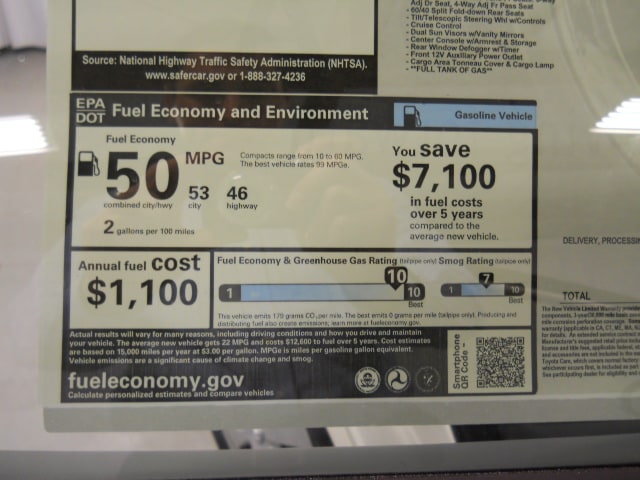 Adj Dr Seat, 4-Way Adj Fr Pass Seat
- 60/40 Split Fold-down Rear Seats
- Tilt/Telescopic Steering Whl w/Controls
- Cruise Control
- Dual Sun Visors w/Vanity Mirrors
- Center Console w/Armrest & Storage
- Rear Window Defogger w/Timer
- Front 12V Auxiliary Power Outlet
- Cargo Area Tonneau Cover & Cargo Lamp
- **FULL TANK OF GAS**
Source: National Highway Traffic Safety Administration (NHTSA).
www.safercar.gov or 1-888-327-4236
EPA
DOT
Fuel Economy and Environment
Gasoline Vehicle
Fuel Economy
50 MPG
combined city/hwy
53
city
46
highway
Compacts range from 10 to 60 MPG.
The best vehicle rates 99 MPGe.
2 gallons per 100 miles
You save
$7,100
in fuel costs
over 5 years
compared to the
average new vehicle.
Annual fuel cost
$1,100
Fuel Economy & Greenhouse Gas Rating (tailpipe only)
10
1
10
Best
Smog Rating (tailpipe only)
7
1
10
Best
This vehicle emits 179 grams CO2 per mile. The best emits 0 grams per mile (tailpipe only). Producing and
distributing fuel also create emissions; learn more at fueleconomy.gov.
Actual results will vary for many reasons, including driving conditions and how you drive and maintain
your vehicle. The average new vehicle gets 22 MPG and costs $12,600 to fuel over 5 years. Cost estimates
are based on 15,000 miles per year at $3.00 per gallon. MPGe is miles per gasoline gallon equivalent.
Vehicle emissions are a significant cause of climate change and smog.
fueleconomy.gov
Calculate personalized estimates and compare vehicles
Smartphone
QR Code
DELIVERY, PROCESSIN
TOTAL
The New Vehicle Limited Warranty